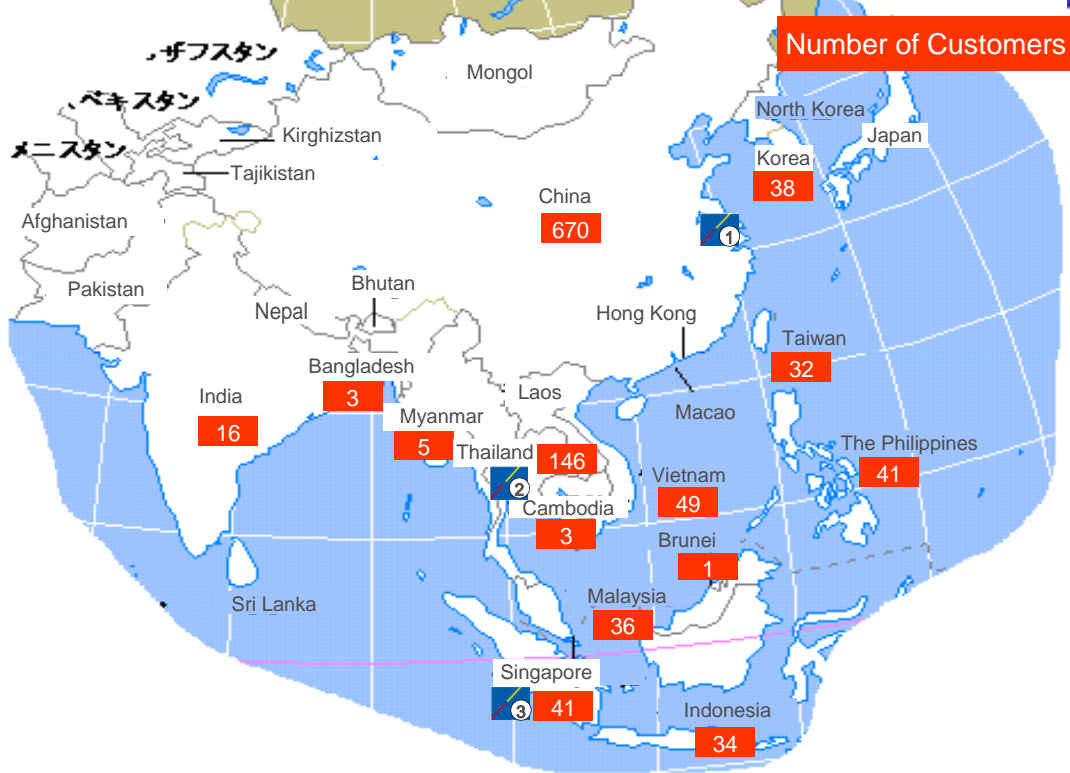 Number of Customers
ザフスタン
Mongol
ベキスタン
North Korea
Kirghizstan
Japan
メニスタン
Korea
38
Tajikistan
China
670
Afghanistan
1
Pakistan
Bhutan
Nepal
Hong Kong
Taiwan
32
Bangladesh
3
Laos
India
16
Macao
Myanmar
5
Thailand
146
2
The Philippines
41
Vietnam
49
Cambodia
3
Brunei
1
Sri Lanka
Malaysia
36
Singapore
41
3
Indonesia
34